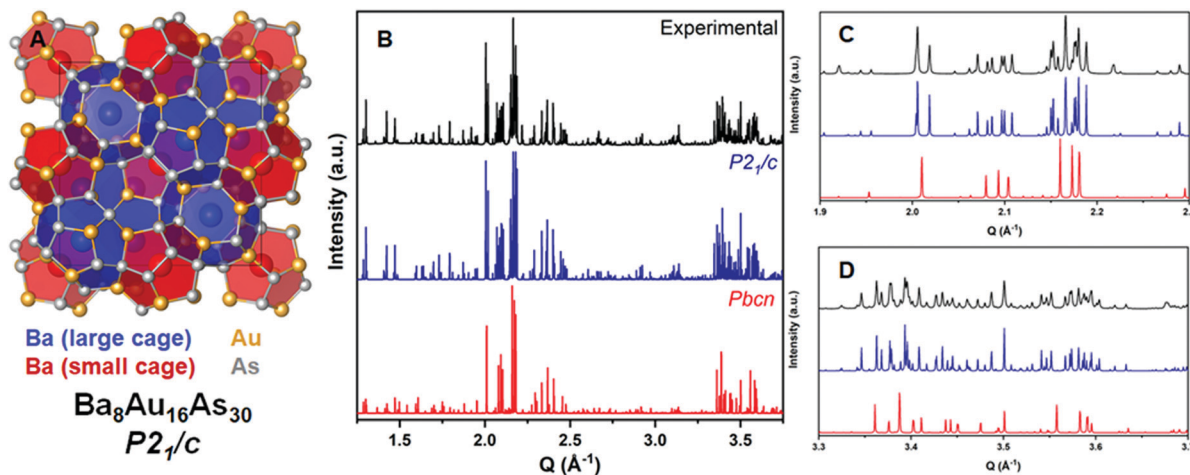 A
Ba (large cage) Au
Ba (small cage) As
Ba₈Au₁₆As₃₀
P2₁/c
B
Experimental
P2₁/c
Pbcn
Intensity (a.u.)
1.5 2.0 2.5 3.0 3.5
Q (Å⁻¹)
C
Intensity (a.u.)
1.9 2.0 2.1 2.2
Q (Å⁻¹)
D
Intensity (a.u.)
3.3 3.4 3.5 3.6
Q (Å⁻¹)